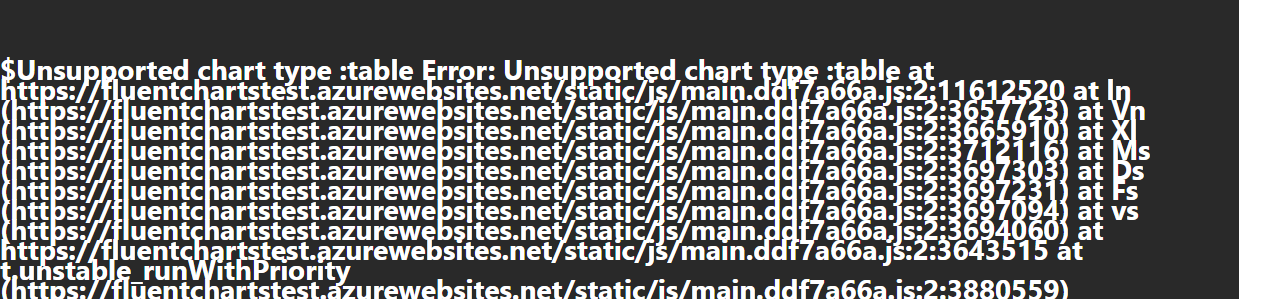 $Unsupported chart type :table Error: Unsupported chart type :table at
https://fluentchartstest.azurewebsites.net/static/js/main.ddf7a66a.js:2:11612520 at ln
(https://fluentchartstest.azurewebsites.net/static/js/main.ddf7a66a.js:2:3657723) at Vn
(https://fluentchartstest.azurewebsites.net/static/js/main.ddf7a66a.js:2:3665910) at Xl
(https://fluentchartstest.azurewebsites.net/static/js/main.ddf7a66a.js:2:3712116) at Ms
(https://fluentchartstest.azurewebsites.net/static/js/main.ddf7a66a.js:2:3697303) at Ds
(https://fluentchartstest.azurewebsites.net/static/js/main.ddf7a66a.js:2:3697231) at Fs
(https://fluentchartstest.azurewebsites.net/static/js/main.ddf7a66a.js:2:3697094) at vs
(https://fluentchartstest.azurewebsites.net/static/js/main.ddf7a66a.js:2:3694060) at
https://fluentchartstest.azurewebsites.net/static/js/main.ddf7a66a.js:2:3643515 at
t.unstable_runWithPriority
(https://fluentchartstest.azurewebsites.net/static/js/main.ddf7a66a.js:2:3880559)